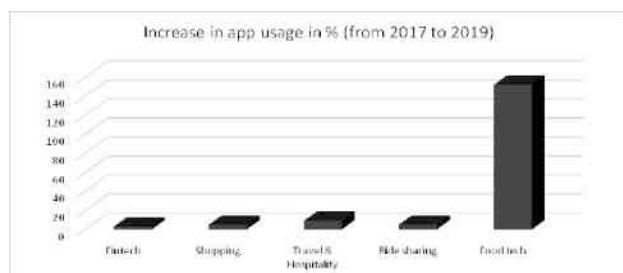 Increase in app usage in % (from 2017 to 2019)
160
140
120
100
80
60
40
20
0
Fintech
Shopping
Travel &
Hospitality
Ride sharing
Food tech